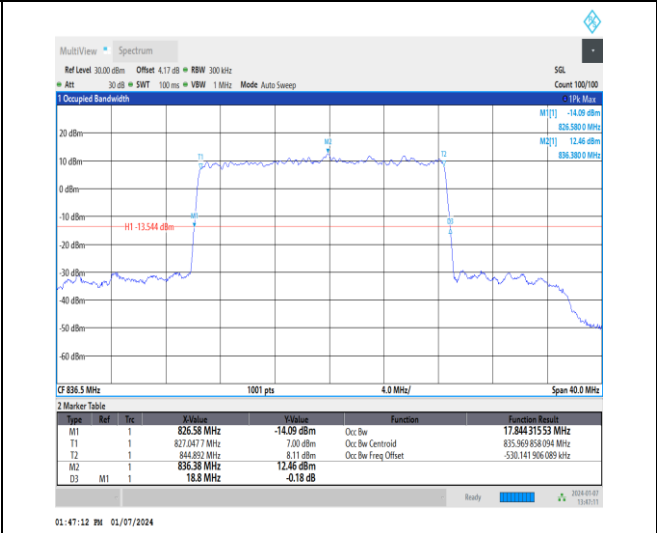 MultiView Spectrum
Ref Level 30.00 dBm Offset 4.17 dB RBW 300 kHz SGL
Att 30 dB SWT 100 ms VBW 1 MHz Mode Auto Sweep Count 100/100
1 Occupied Bandwidth 1Pk Max
M1[1] -14.09 dBm
826.580 0 MHz
M2[1] 12.46 dBm
836.380 0 MHz
20 dBm
M2
T1 T2
10 dBm
0 dBm
-10 dBm
M1 D3
H1 -13.544 dBm
-20 dBm
-30 dBm
-40 dBm
-50 dBm
-60 dBm
CF 836.5 MHz 1001 pts 4.0 MHz/ Span 40.0 MHz
2 Marker Table
Type Ref Trc X-Value Y-Value Function Function Result
M1 1 826.58 MHz -14.09 dBm Occ Bw 17.844 315 53 MHz
T1 1 827.047 7 MHz 7.00 dBm Occ Bw Centroid 835.969 858 094 MHz
T2 1 844.892 MHz 8.11 dBm Occ Bw Freq Offset -530.141 906 089 kHz
M2 1 836.38 MHz 12.46 dBm
D3 M1 1 18.8 MHz -0.18 dB
Ready 2024-01-07
13:47:11
01:47:12 PM 01/07/2024